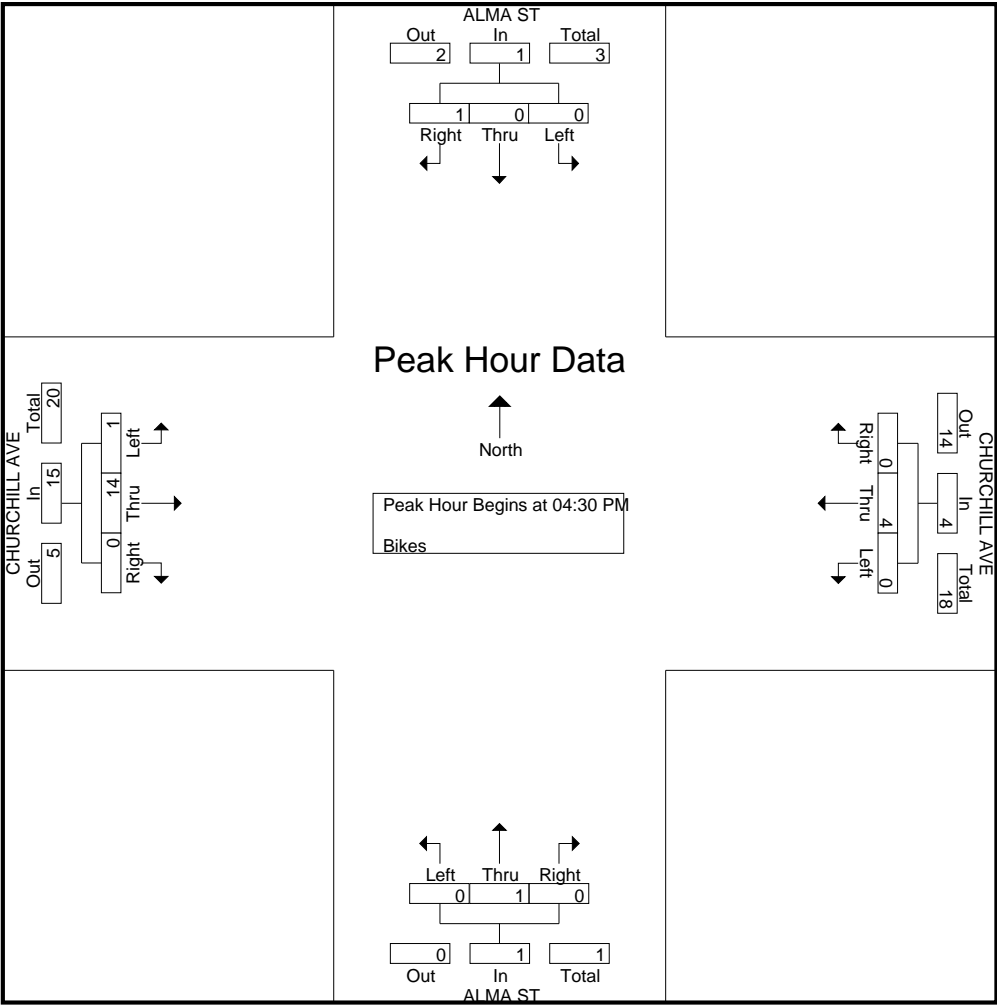 ALMA ST
Out In Total
2 1 3
1 0 0
Right Thru Left
Peak Hour Data
North
Peak Hour Begins at 04:30 PM
Bikes
CHURCHILL AVE
Total In Out
20 15 5
1 14 0
Left Thru Right
CHURCHILL AVE
Out In Total
14 4 18
0 4 0
Right Thru Left
Left Thru Right
0 1 0
0 1 1
Out In Total
ALMA ST